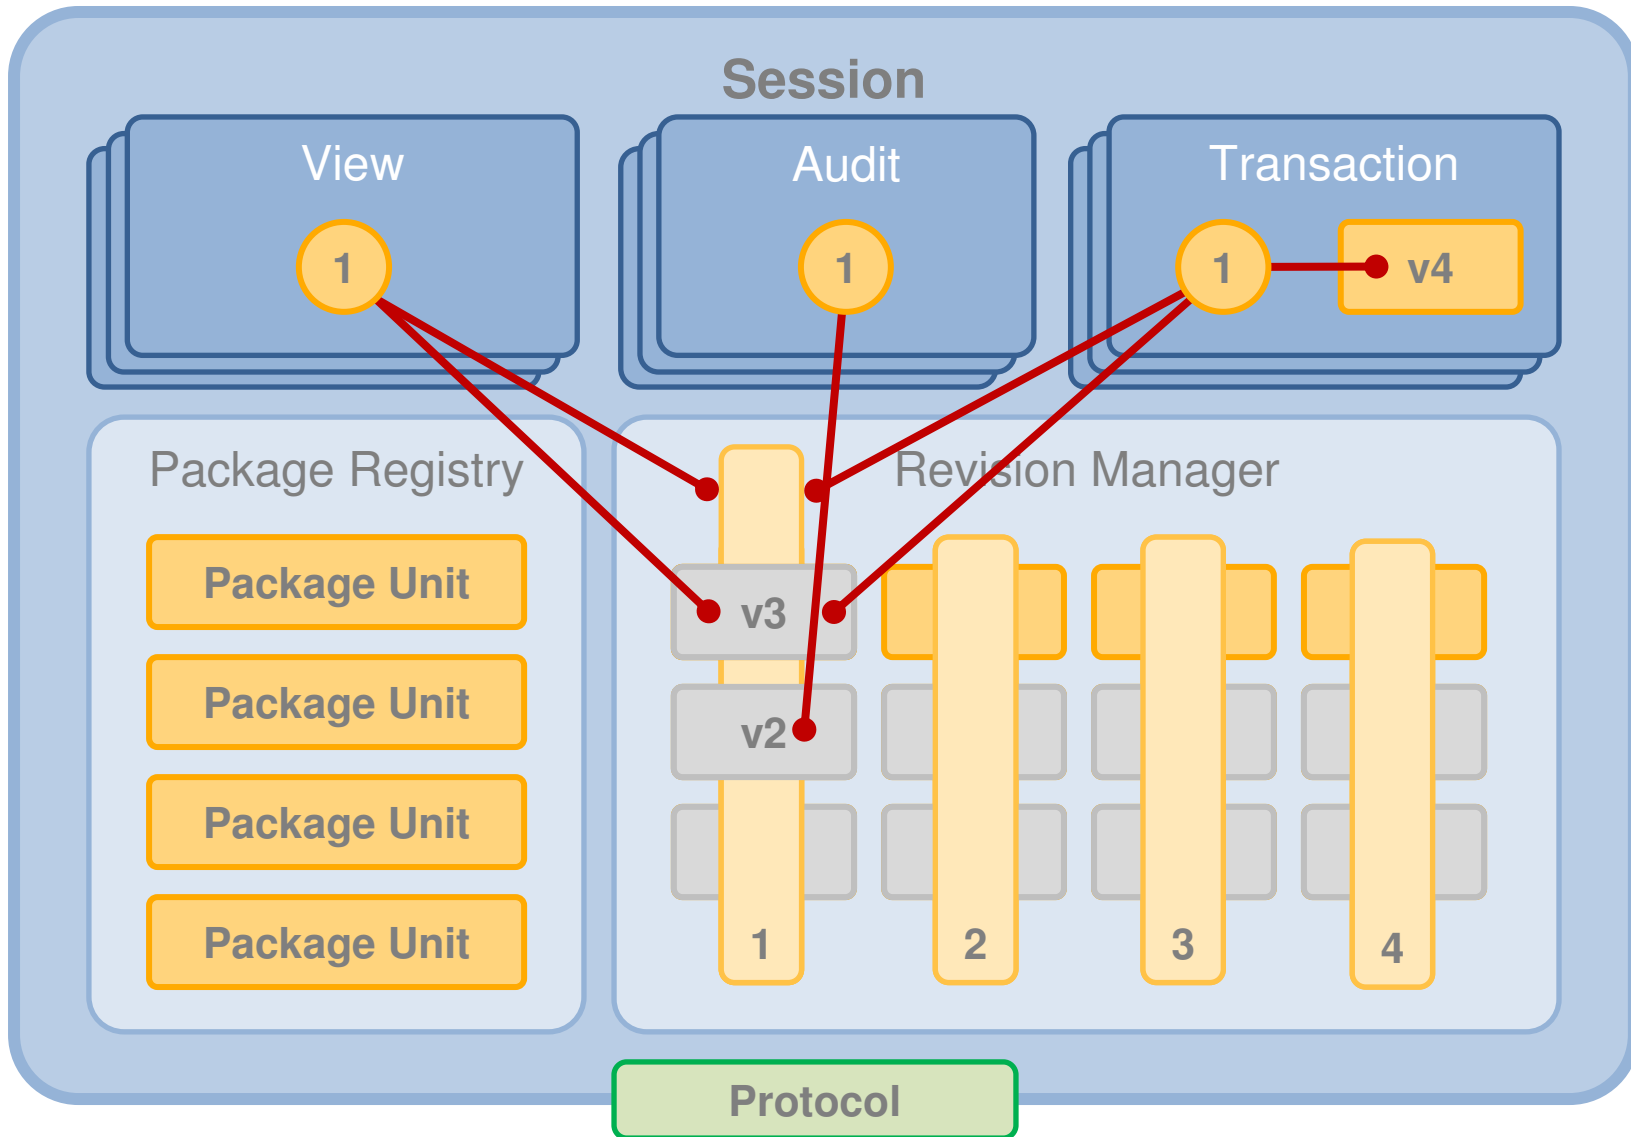 Session
View
Audit
Transaction
1
1
1
v4
Package Registry
Revision Manager
Package Unit
v3
Package Unit
v2
Package Unit
Package Unit
1
2
3
4
Protocol